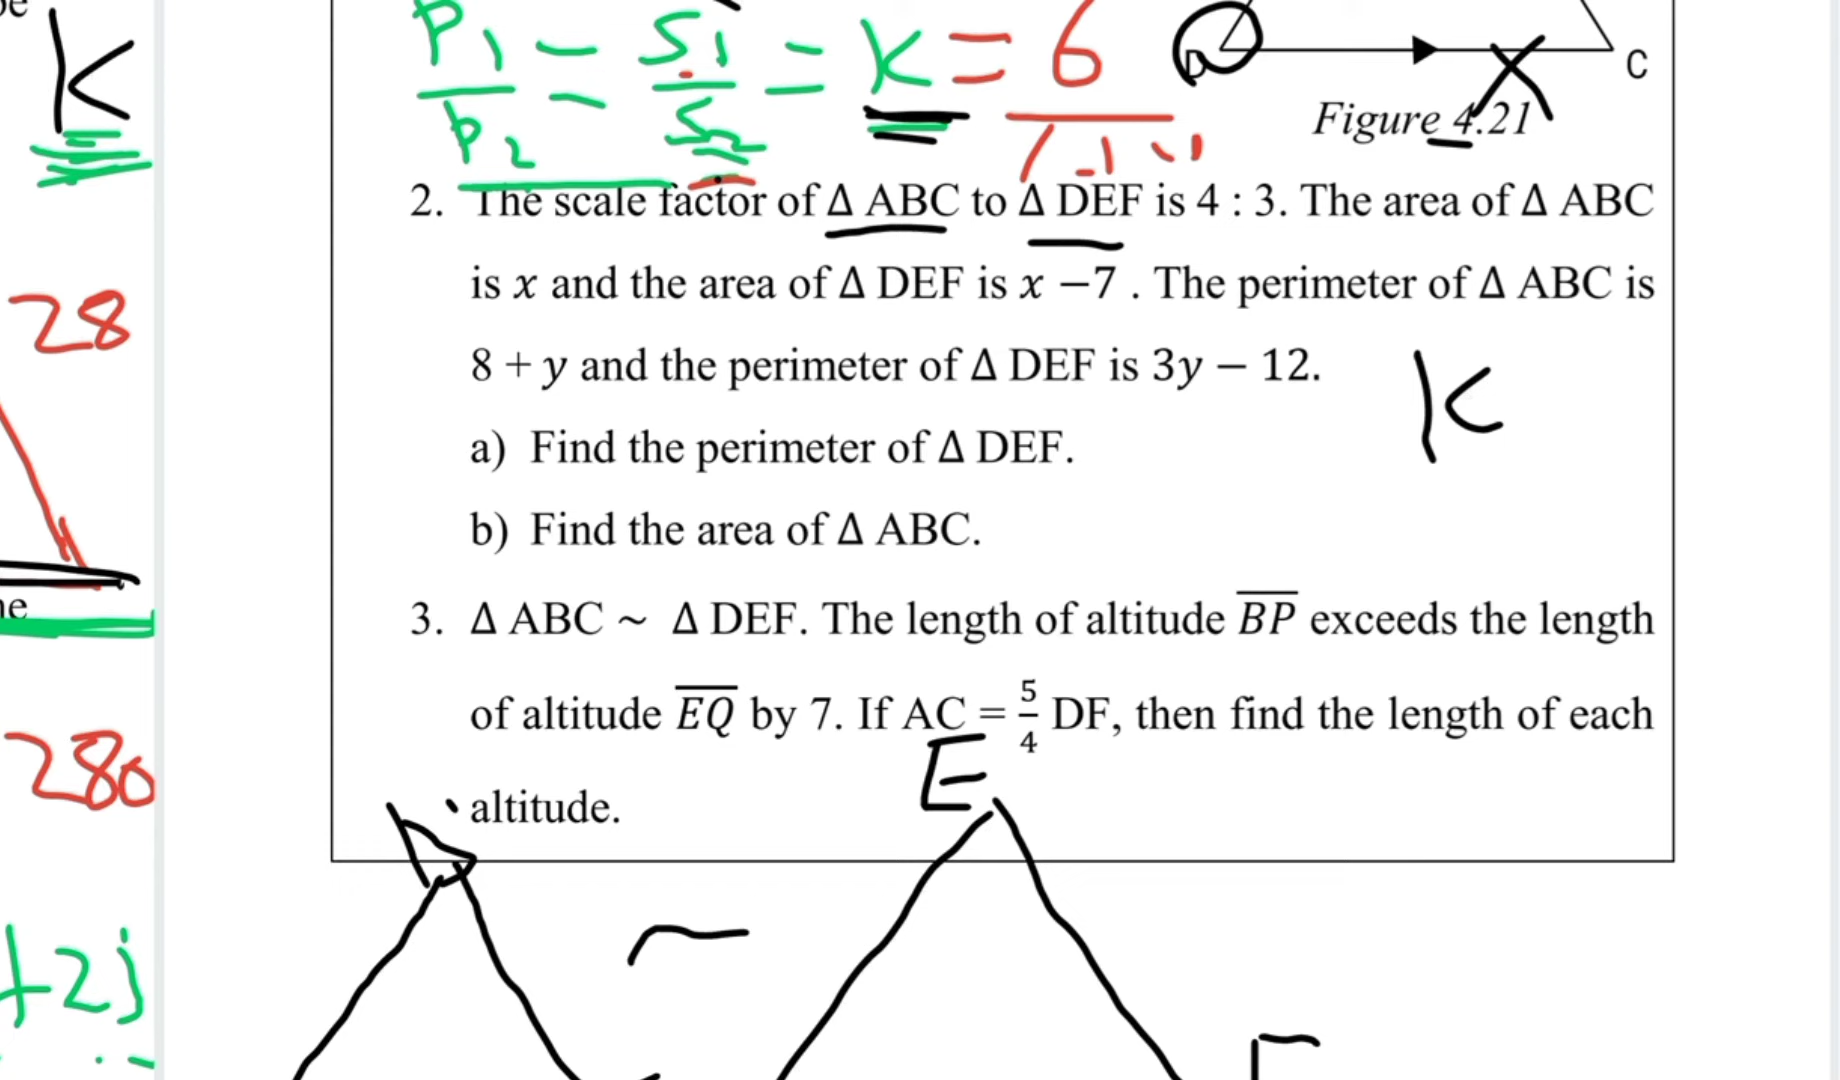 K
P1/P2 = S1/S2 = K = 6
D
C
Figure 4.21
2. The scale factor of Δ ABC to Δ DEF is 4 : 3. The area of Δ ABC
is x and the area of Δ DEF is x −7 . The perimeter of Δ ABC is
8 + y and the perimeter of Δ DEF is 3y − 12.
K
28
a) Find the perimeter of Δ DEF.
b) Find the area of Δ ABC.
3. Δ ABC ~ Δ DEF. The length of altitude BP exceeds the length
of altitude EQ by 7. If AC = 5/4 DF, then find the length of each
altitude.
280
E
+2j